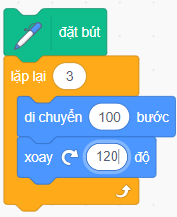 đặt bút
lặp lại 3
di chuyển 100 bước
xoay 120 độ